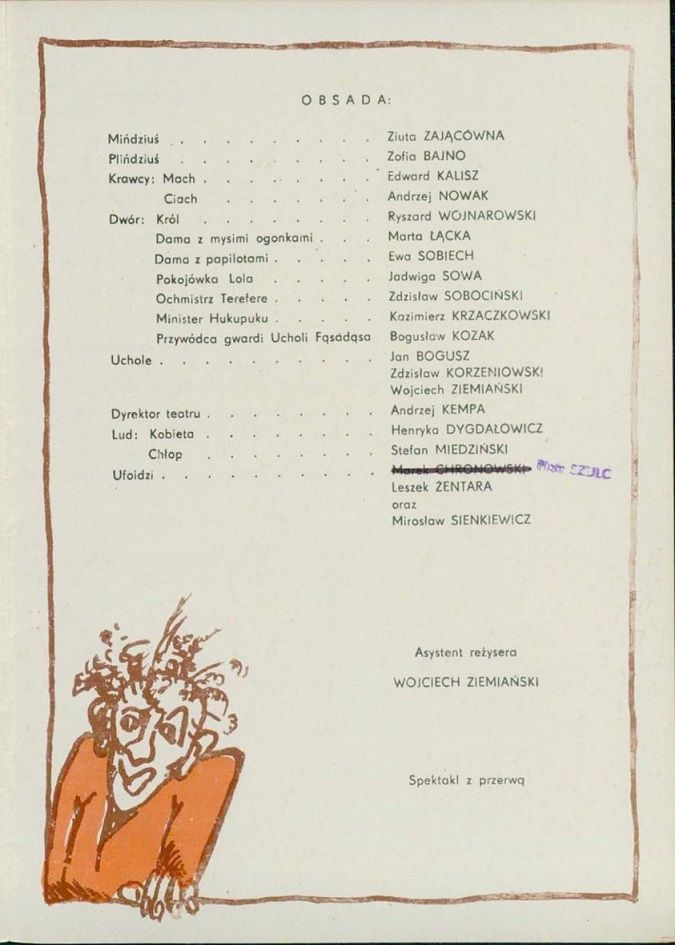 OBSADA:
Mińdziuś . . . . . . . . . Ziuta ZAJĄCÓWNA
Plińdziuś . . . . . . . . Zofia BAJNO
Krawcy: Mach . . . . . . . . Edward KALISZ
Ciach . . . . . . . Andrzej NOWAK
Dwór: Król . . . . . . . . Ryszard WOJNAROWSKI
Dama z mysimi ogonkami . . . Marta ŁĄCKA
Dama z papilotami . . . . . Ewa SOBIECH
Pokojówka Lola . . . . . Jadwiga SOWA
Ochmistrz Terefere . . . . . Zdzisław SOBOCIŃSKI
Minister Hukupuku . . . . . Kazimierz KRZACZKOWSKI
Przywódca gwardi Ucholi Fąsądąsa Bogusław KOZAK
Uchole . . . . . . . . . . Jan BOGUSZ
Zdzisław KORZENIOWSKI
Wojciech ZIEMIAŃSKI
Dyrektor teatru . . . . . . . . Andrzej KEMPA
Lud: Kobieta . . . . . . . . Henryka DYGDAŁOWICZ
Chłop . . . . . . . . Stefan MIEDZIŃSKI
Ufoidzi . . . . . . . . . . Marek CHRONOWSKI Piotr SZULC
Leszek ŻENTARA
oraz
Mirosław SIENKIEWICZ
Asystent reżysera
WOJCIECH ZIEMIAŃSKI
Spektakl z przerwą